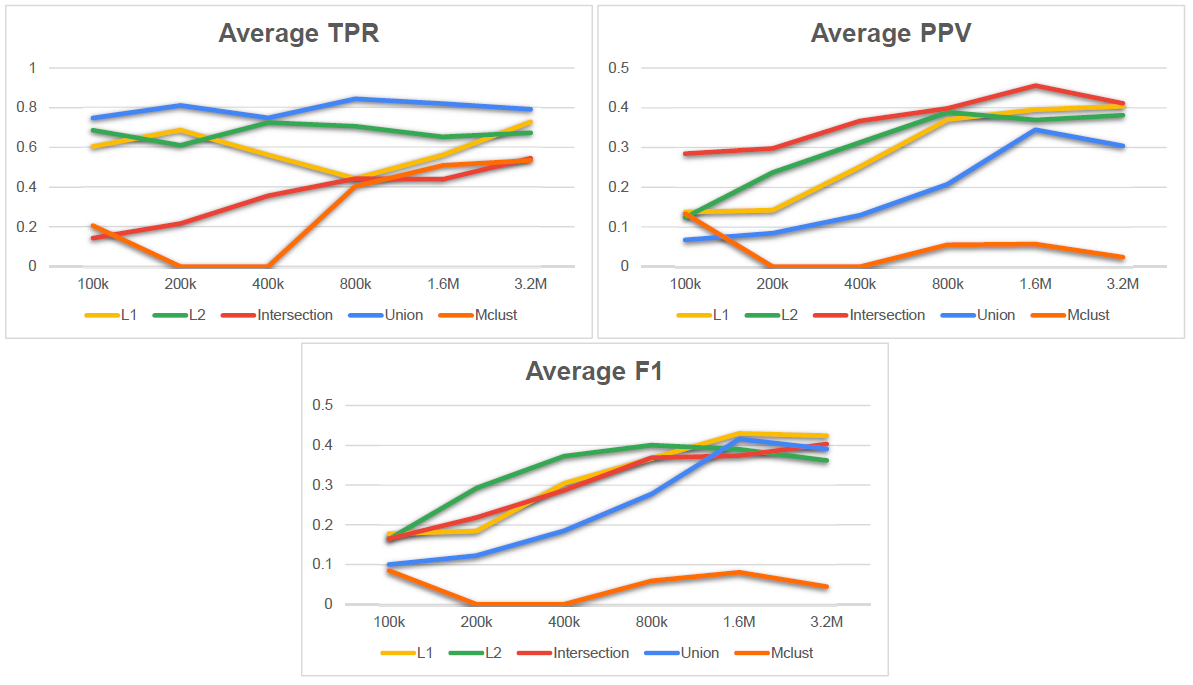 Average TPR
1
0.8
0.6
0.4
0.2
0
100k 200k 400k 800k 1.6M 3.2M
L1 L2 Intersection Union Mclust
Average PPV
0.5
0.4
0.3
0.2
0.1
0
100k 200k 400k 800k 1.6M 3.2M
L1 L2 Intersection Union Mclust
Average F1
0.5
0.4
0.3
0.2
0.1
0
100k 200k 400k 800k 1.6M 3.2M
L1 L2 Intersection Union Mclust